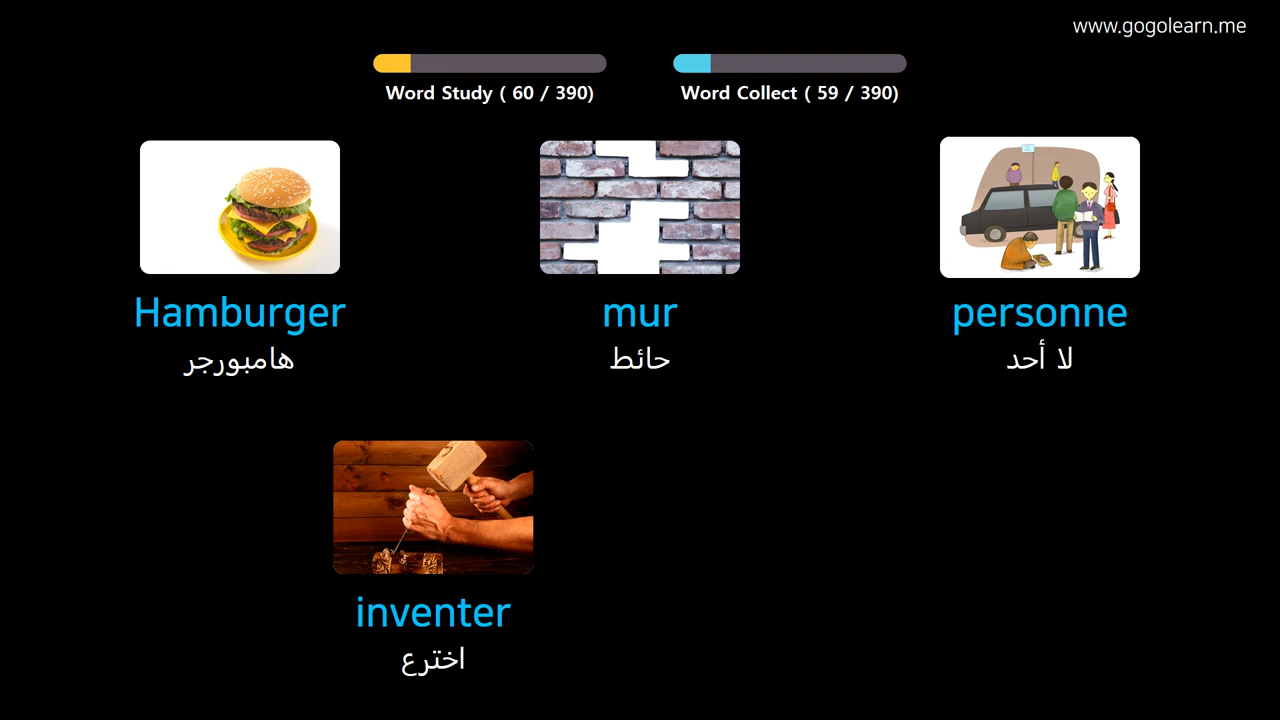 www.gogolearn.me
Word Study ( 60 / 390)
Word Collect ( 59 / 390)
Hamburger
هامبورجر
mur
حائط
personne
لا أحد
inventer
اخترع